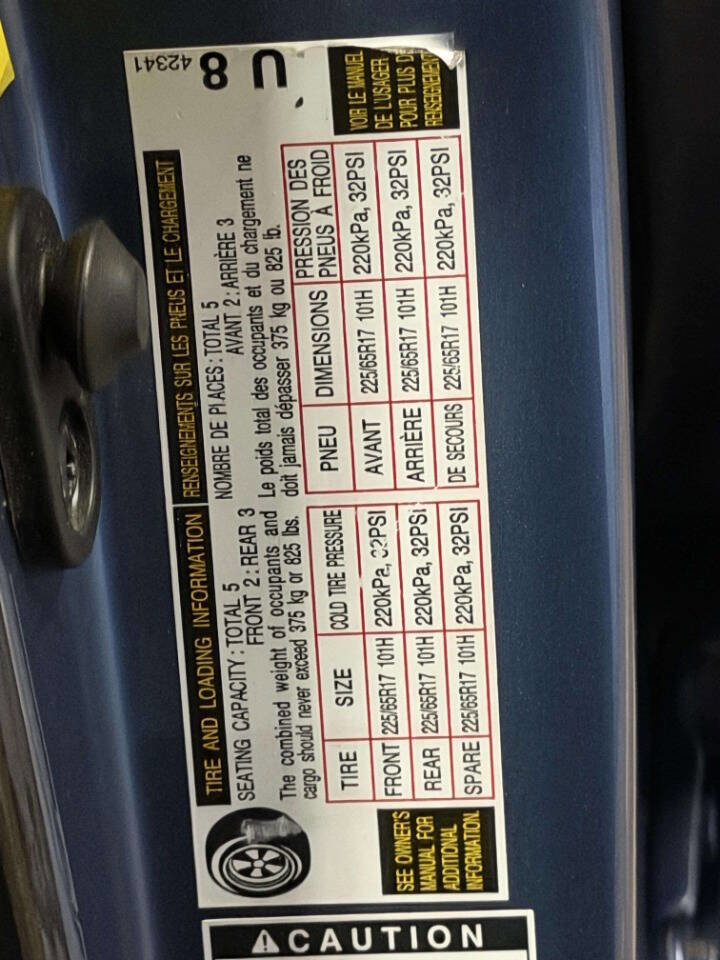 TIRE AND LOADING INFORMATION
SEATING CAPACITY : TOTAL 5
FRONT 2 : REAR 3
The combined weight of occupants and
cargo should never exceed 375 kg or 825 lbs.
TIRE SIZE COLD TIRE PRESSURE
FRONT 225/65R17 101H 220kPa, 32PSI
REAR 225/65R17 101H 220kPa, 32PSI
SPARE 225/65R17 101H 220kPa, 32PSI
SEE OWNER'S
MANUAL FOR
ADDITIONAL
INFORMATION.
RENSEIGNEMENTS SUR LES PNEUS ET LE CHARGEMENT
NOMBRE DE PLACES : TOTAL 5
AVANT 2 : ARRIÈRE 3
Le poids total des occupants et du chargement ne
doit jamais dépasser 375 kg ou 825 lb.
PNEU DIMENSIONS PRESSION DES
PNEUS À FROID
AVANT 225/65R17 101H 220kPa, 32PSI
ARRIÈRE 225/65R17 101H 220kPa, 32PSI
DE SECOURS 225/65R17 101H 220kPa, 32PSI
VOIR LE MANUEL
DE L'USAGER
POUR PLUS DE
RENSEIGNEMENTS
42341
8
U
CAUTION